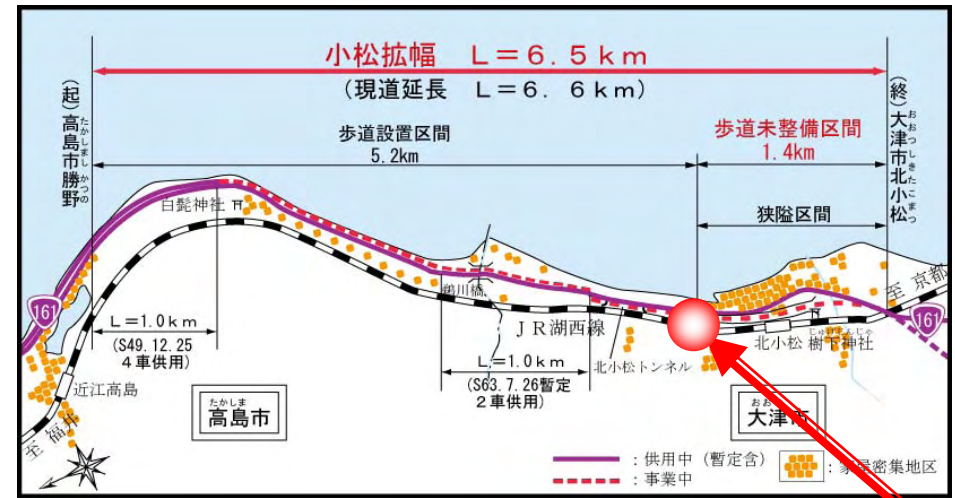 小松拡幅 L=6.5km
(現道延長 L=6.6km)
(起)高島市勝野
たかしましかつの
歩道設置区間
5.2km
歩道未整備区間
1.4km
(終)大津市北小松
おおつしきたこまつ
狭隘区間
白髭神社
鵜川橋
JR湖西線
北小松トンネル
北小松
樹下神社
じゅげじんじゃ
至 京都
161
161
L=1.0km
(S49.12.25
4車供用)
L=1.0km
(S63.7.26暫定
2車供用)
近江高島
至 福井
たかしま
高島市
大津市
:供用中(暫定含)
:事業中
:家屋密集地区